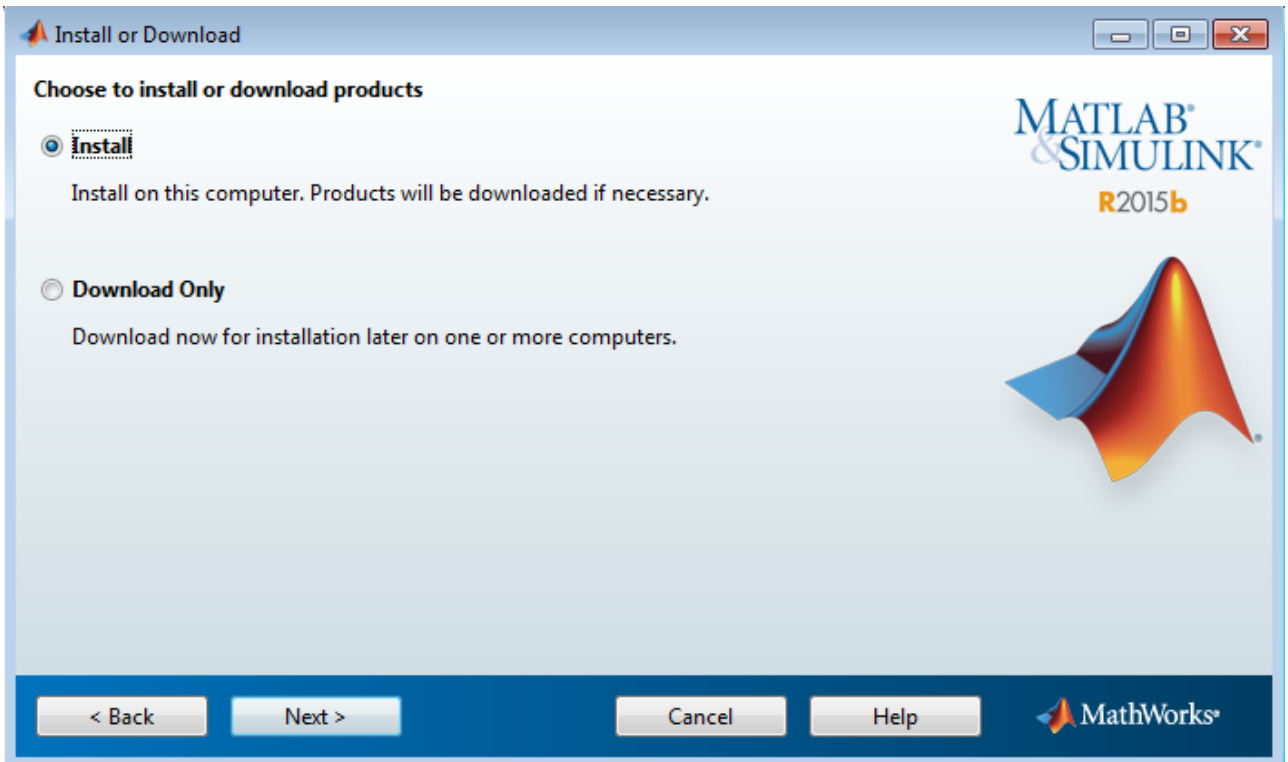 Install or Download
Choose to install or download products
Install
Install on this computer. Products will be downloaded if necessary.
Download Only
Download now for installation later on one or more computers.
MATLAB®
&SIMULINK®
R2015b
®
< Back
Next >
Cancel
Help
MathWorks®